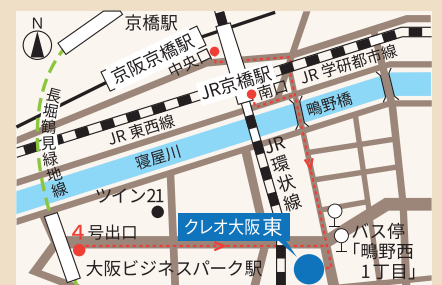 N
京橋駅
京阪京橋駅
中央口
JR京橋駅
南口
JR 学研都市線
JR 東西線
鴫野橋
寝屋川
長堀鶴見緑地線
JR環状線
ツイン21
クレオ大阪東
4号出口
大阪ビジネスパーク駅
バス停
「鴫野西
1丁目」